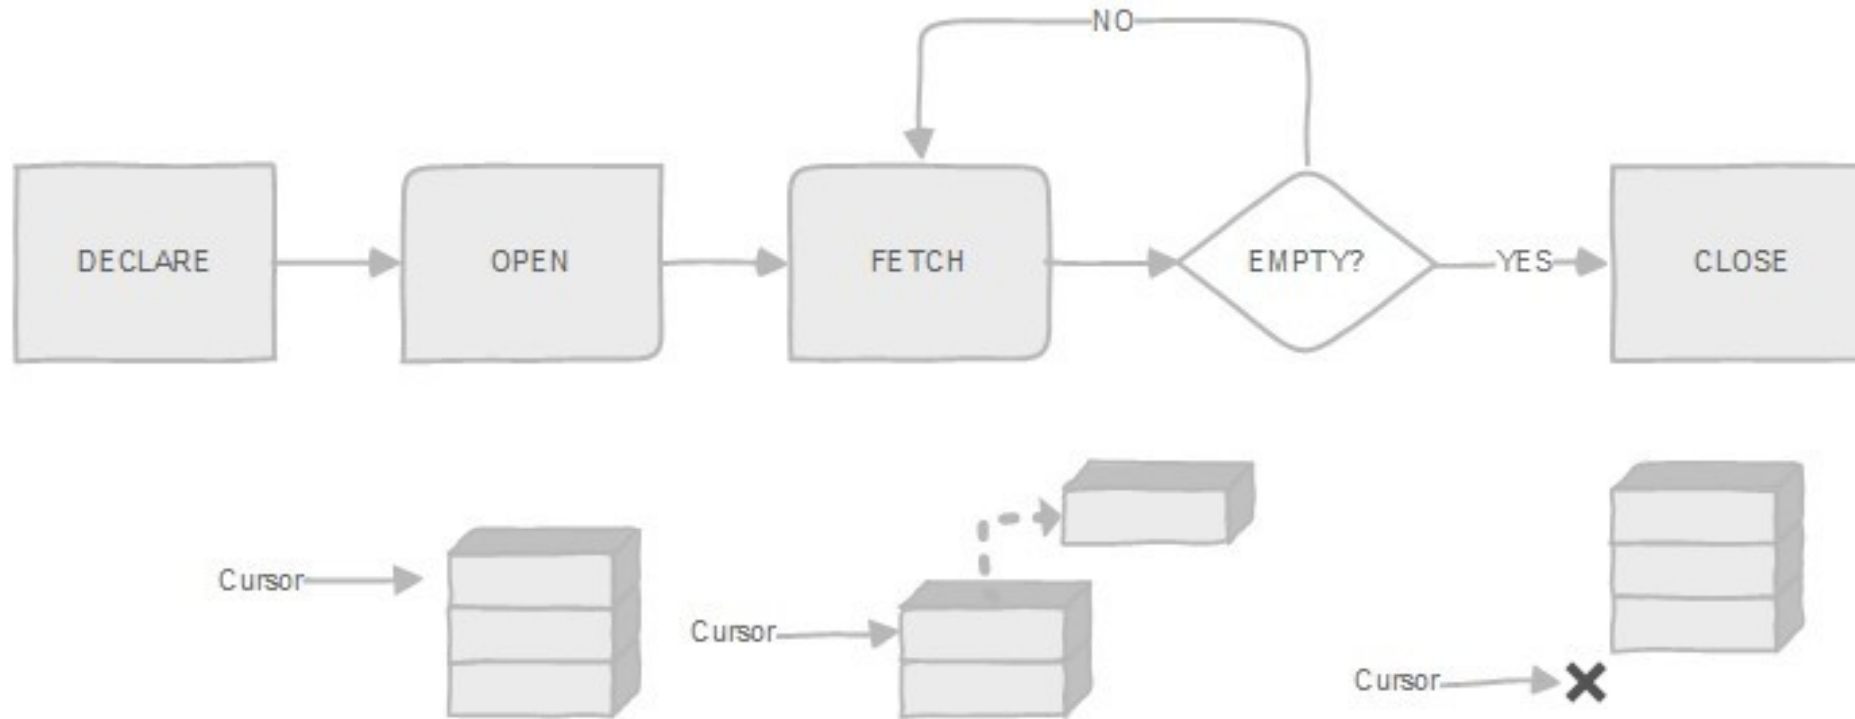 NO
DECLARE
OPEN
FETCH
EMPTY?
YES
CLOSE
Cursor
Cursor
Cursor